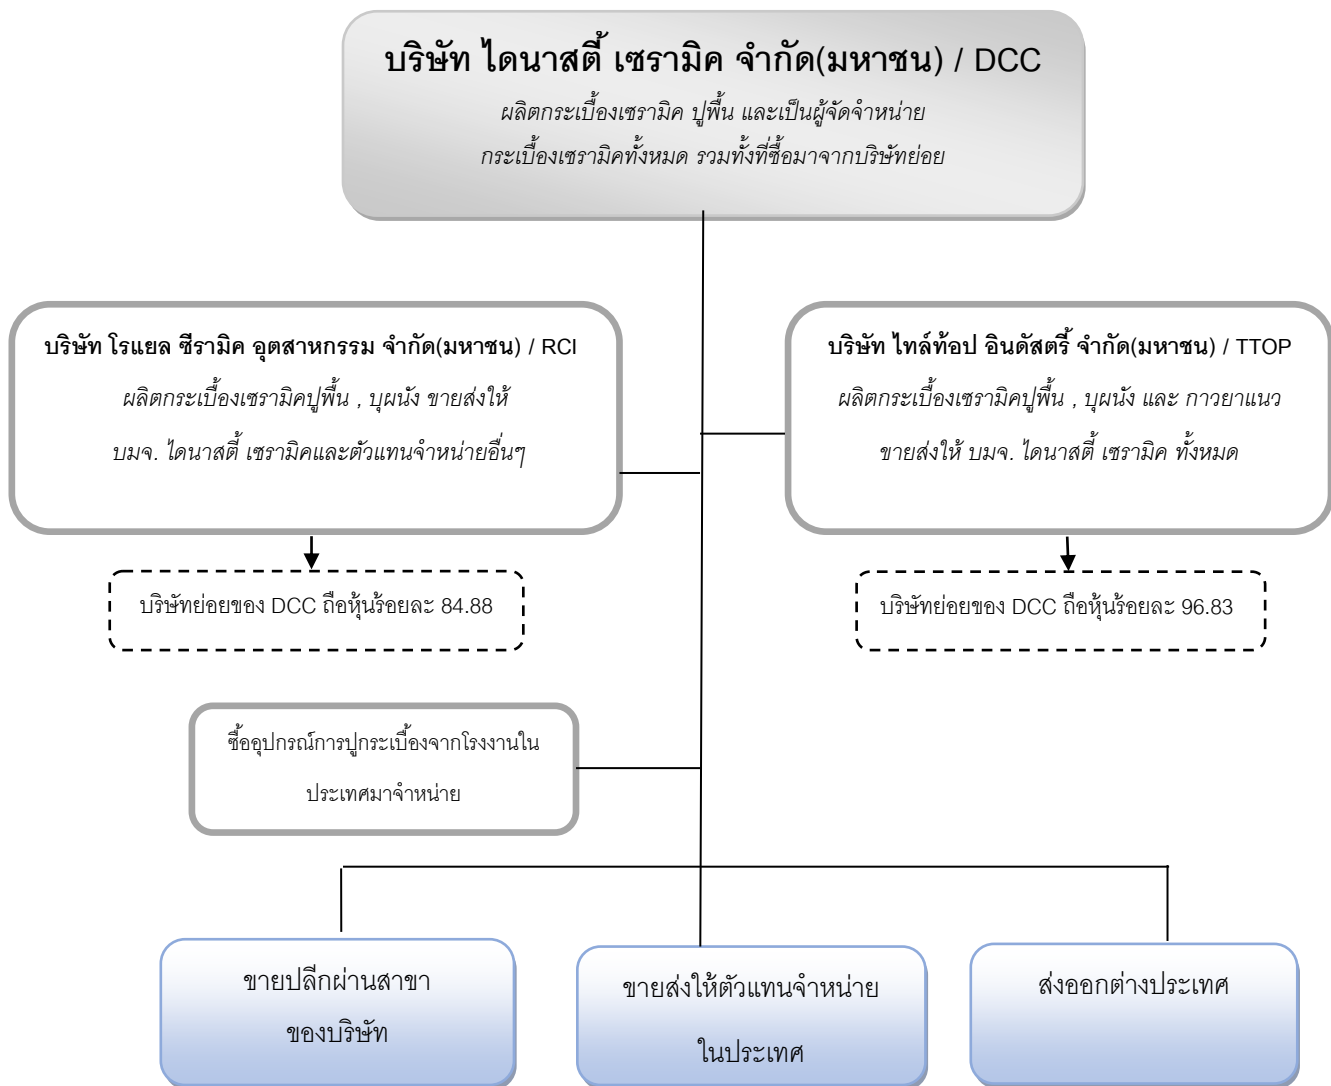 บริษัท ไดนาสตี้ เซรามิค จำกัด(มหาชน) / DCC
ผลิตกระเบื้องเซรามิค ปูพื้น และเป็นผู้จัดจำหน่าย
กระเบื้องเซรามิคทั้งหมด รวมทั้งที่ซื้อมาจากบริษัทย่อย
บริษัท โรแยล ซีรามิค อุตสาหกรรม จำกัด(มหาชน) / RCI
ผลิตกระเบื้องเซรามิคปูพื้น , บุผนัง ขายส่งให้
บมจ. ไดนาสตี้ เซรามิคและตัวแทนจำหน่ายอื่นๆ
บริษัท ไทล์ท้อป อินดัสตรี้ จำกัด(มหาชน) / TTOP
ผลิตกระเบื้องเซรามิคปูพื้น , บุผนัง และ กาวยาแนว
ขายส่งให้ บมจ. ไดนาสตี้ เซรามิค ทั้งหมด
บริษัทย่อยของ DCC ถือหุ้นร้อยละ 84.88
บริษัทย่อยของ DCC ถือหุ้นร้อยละ 96.83
ซื้ออุปกรณ์การปูกระเบื้องจากโรงงานใน
ประเทศมาจำหน่าย
ขายปลีกผ่านสาขา
ของบริษัท
ขายส่งให้ตัวแทนจำหน่าย
ในประเทศ
ส่งออกต่างประเทศ